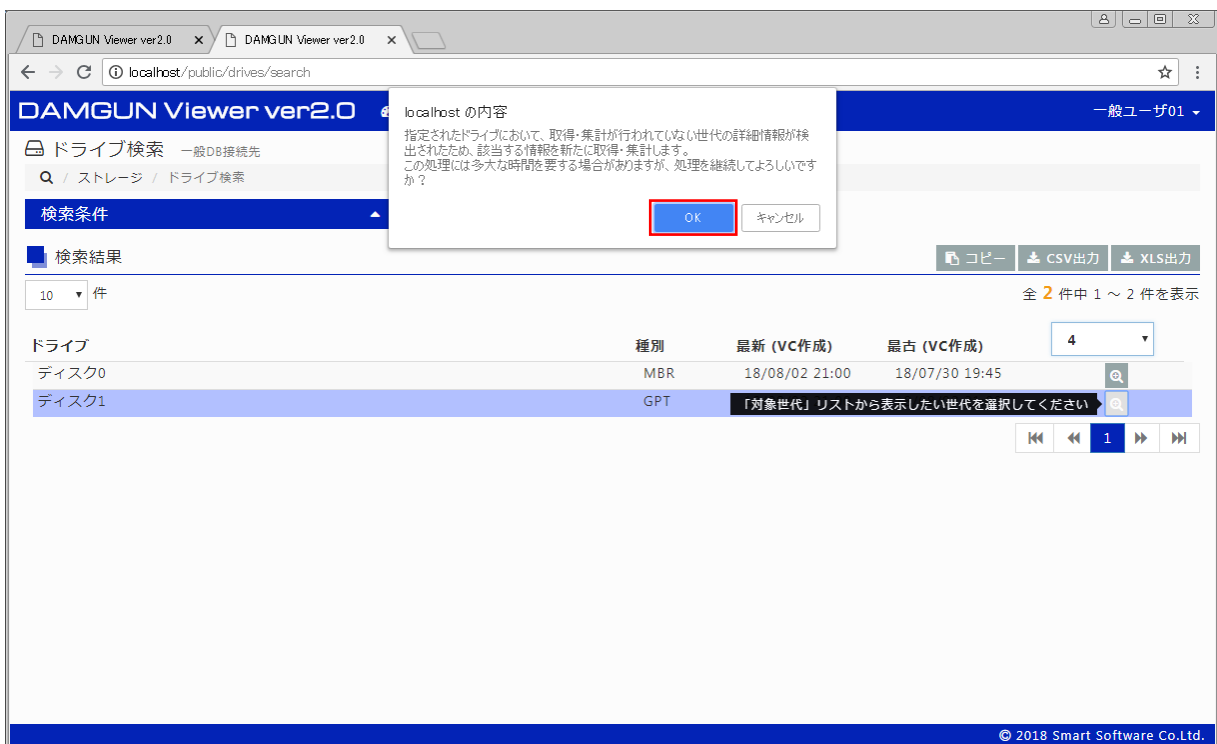 DAMGUN Viewer ver2.0
DAMGUN Viewer ver2.0
localhost/public/drives/search
DAMGUN Viewer ver2.0
一般ユーザ01
localhost の内容
指定されたドライブにおいて、取得・集計が行われていない世代の詳細情報が検
出されたため、該当する情報を新たに取得・集計します。
この処理には多大な時間を要する場合がありますが、処理を継続してよろしいです
か？
OK キャンセル
ドライブ検索 一般DB接続先
/ ストレージ / ドライブ検索
検索条件
検索結果
コピー CSV出力 XLS出力
10 件
全 2 件中 1 ～ 2 件を表示
ドライブ 種別 最新 (VC作成) 最古 (VC作成) 4
ディスク0 MBR 18/08/02 21:00 18/07/30 19:45
ディスク1 GPT 「対象世代」リストから表示したい世代を選択してください
1
© 2018 Smart Software Co.Ltd.